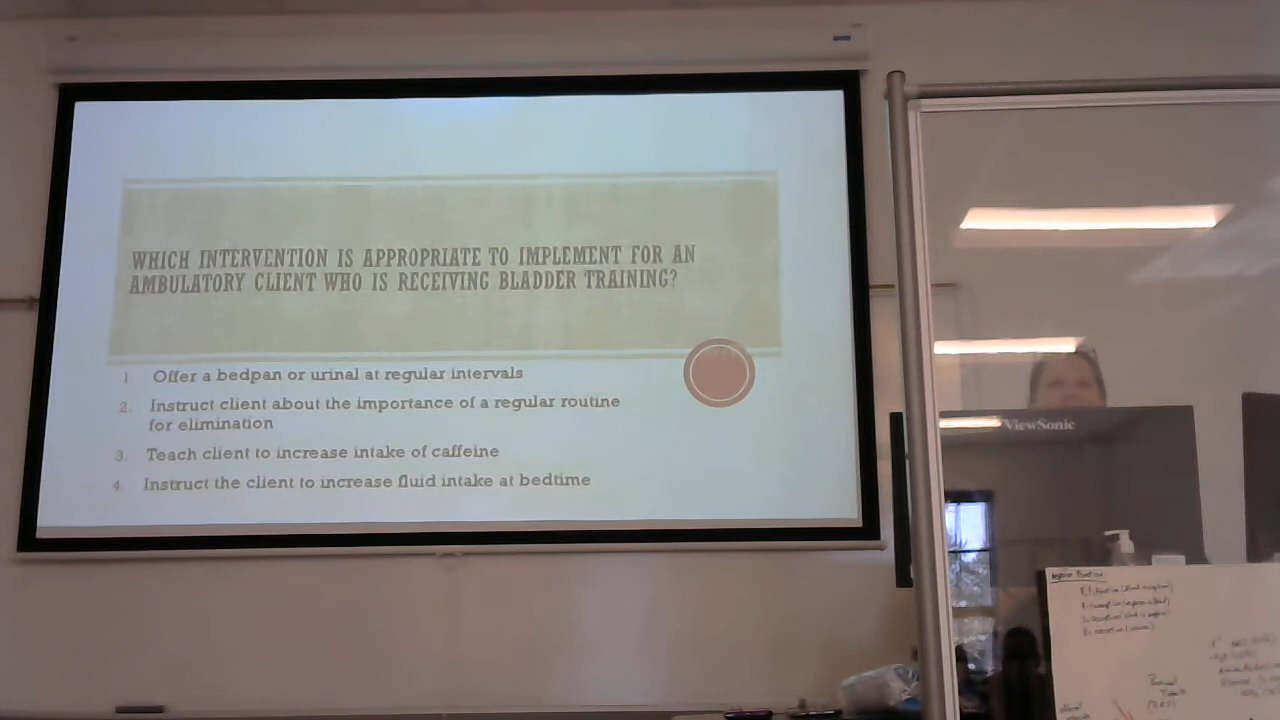 WHICH INTERVENTION IS APPROPRIATE TO IMPLEMENT FOR AN
AMBULATORY CLIENT WHO IS RECEIVING BLADDER TRAINING?
1. Offer a bedpan or urinal at regular intervals
2. Instruct client about the importance of a regular routine
for elimination
3. Teach client to increase intake of caffeine
4. Instruct the client to increase fluid intake at bedtime
ViewSonic